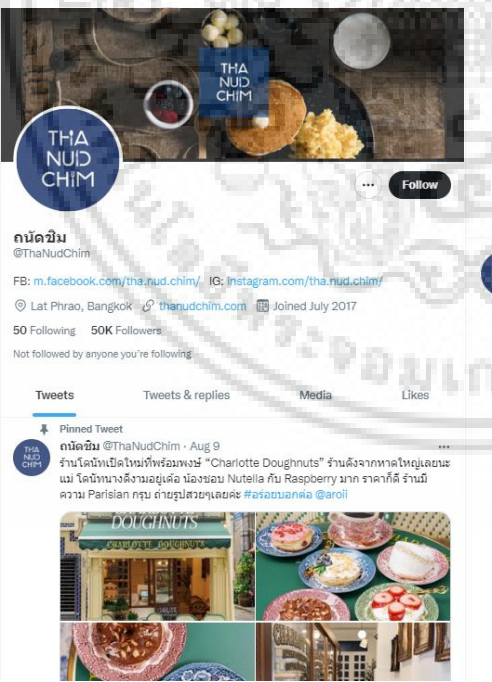 THA
NUD
CHIM
THA
NUD
CHIM
Follow
ถนัดชิม
@ThaNudChim
FB: m.facebook.com/tha.nud.chim/ IG: instagram.com/tha.nud.chim/
Lat Phrao, Bangkok thanudchim.com Joined July 2017
50 Following 50K Followers
Not followed by anyone you're following
Tweets Tweets & replies Media Likes
Pinned Tweet
THA
NUD
CHIM
ถนัดชิม @ThaNudChim · Aug 9
ร้านโดนัทเปิดใหม่ที่พร้อมพงษ์ “Charlotte Doughnuts” ร้านดังจากหาดใหญ่เลยนะ
แม่ โดนัทนางดีงามอยู่เด้อ น้องชอบ Nutella กับ Raspberry มาก ราคาก็ดี ร้านมี
ความ Parisian กรุบ ถ่ายรูปสวยๆเลยค่ะ #อร่อยบอกต่อ @aroii
DOUGHNUTS
CHARLOTTE DOUGHNUTS